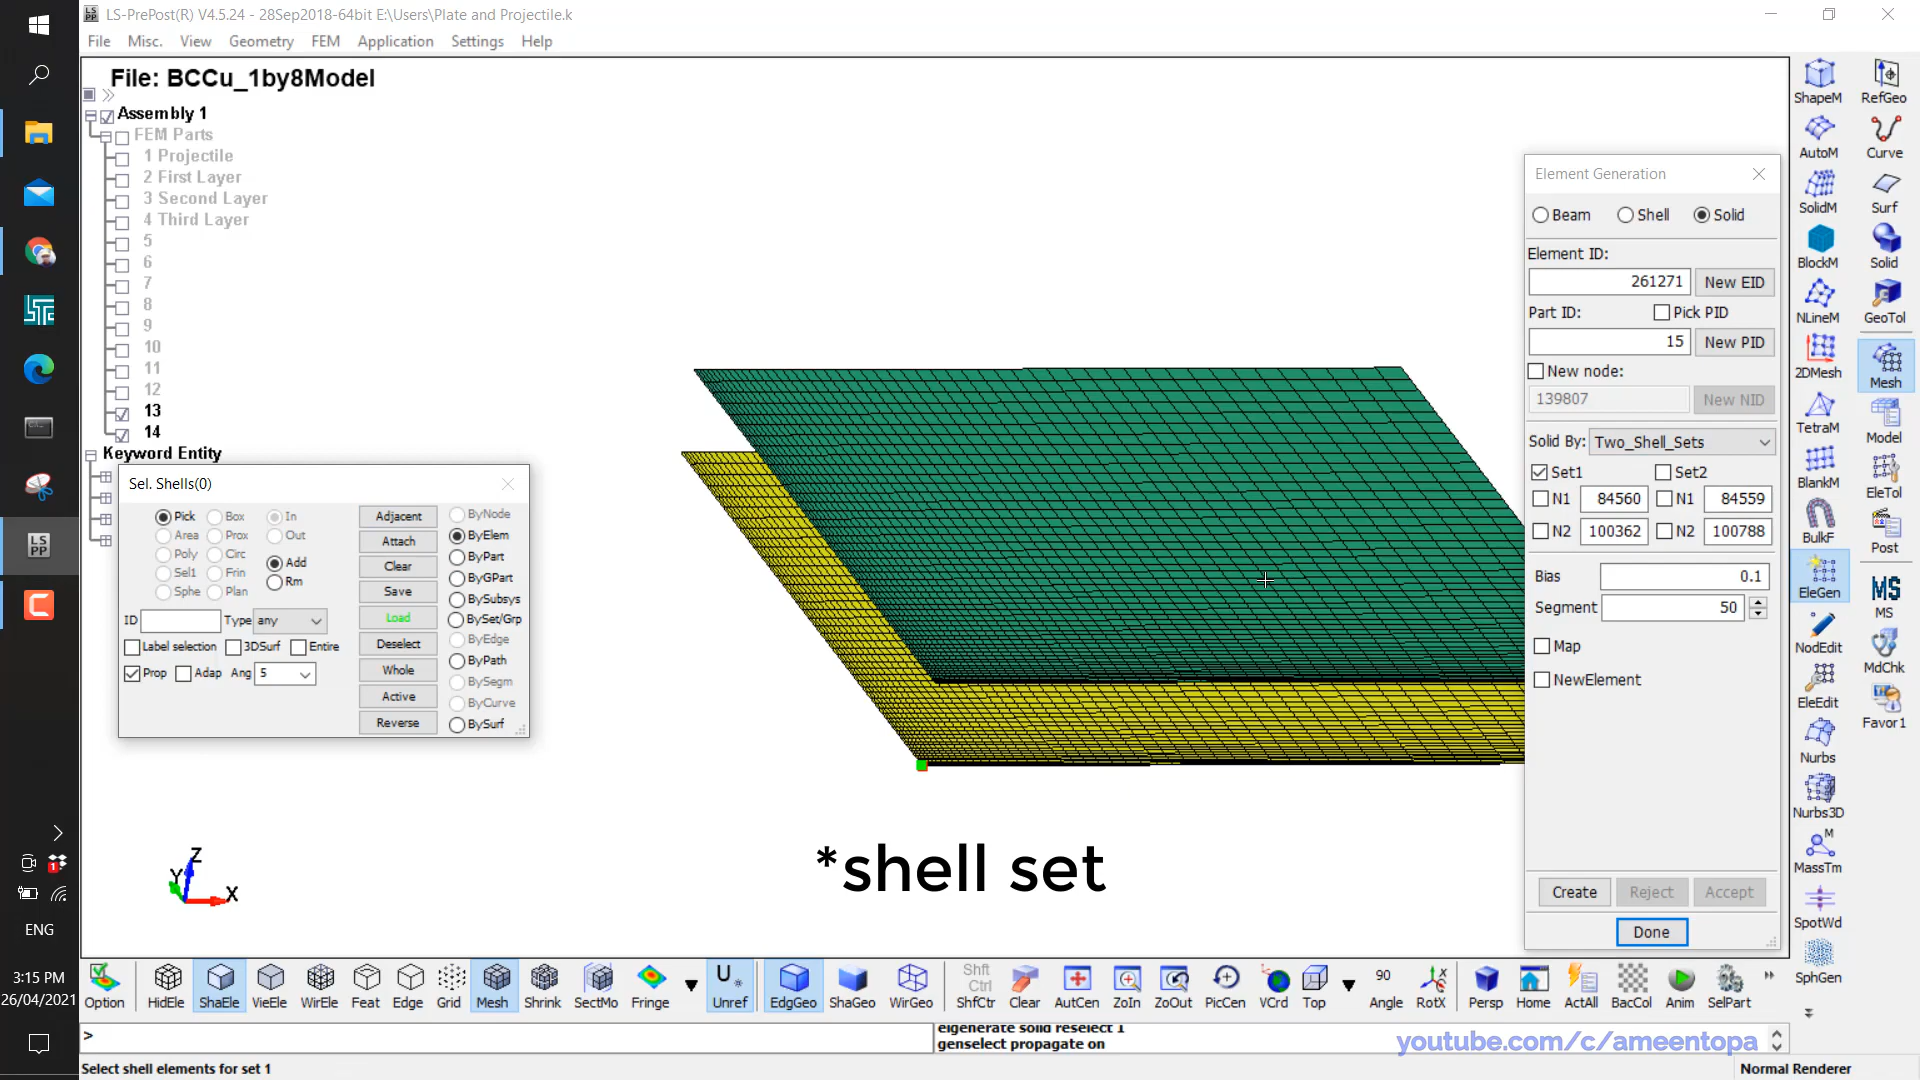 LS-PrePost(R) V4.5.24 - 28Sep2018-64bit E:\Users\Plate and Projectile.k
File Misc. View Geometry FEM Application Settings Help
File: BCCu_1by8Model
Assembly 1
FEM Parts
1 Projectile
2 First Layer
3 Second Layer
4 Third Layer
5
6
7
8
9
10
11
12
13
14
Keyword Entity
Sel. Shells(0)
Pick Box In
Area Prox Out
Poly Circ Add
Sel1 Frin Rm
Sphe Plan
ID Type any
Label selection 3DSurf Entire
Prop Adap Ang 5
Adjacent
Attach
Clear
Save
Load
Deselect
Whole
Active
Reverse
ByNode
ByElem
ByPart
ByGPart
BySubsys
BySet/Grp
ByEdge
ByPath
BySegm
ByCurve
BySurf
*shell set
Z
Y
X
Element Generation
Beam Shell Solid
Element ID:
261271 New EID
Part ID: Pick PID
15 New PID
New node:
139807 New NID
Solid By: Two_Shell_Sets
Set1 Set2
N1 84560 N1 84559
N2 100362 N2 100788
Bias 0.1
Segment 50
Map
NewElement
Create Reject Accept
Done
ShapeM RefGeo
AutoM Curve
SolidM Surf
BlockM Solid
NLineM GeoTol
2DMesh Mesh
TetraM Model
BlankM EleTol
BulkF Post
EleGen MS
MS
NodEdit MdChk
EleEdit Favor1
Nurbs
Nurbs3D
M
MassTm
SpotWd
SphGen
LS
PP
1
ENG
3:15 PM
26/04/2021
Option HidEle ShaEle VieEle WirEle Feat Edge Grid Mesh Shrink SectMo Fringe U Unref EdgGeo ShaGeo WirGeo Shft Ctrl ShfCtr Clear AutCen ZoIn ZoOut PicCen VCrd Top 90 Angle RotX Persp Home ActAll BacCol Anim SelPart
>
eigenerate solid reselect 1
genselect propagate on
youtube.com/c/ameentopa
Select shell elements for set 1
Normal Renderer